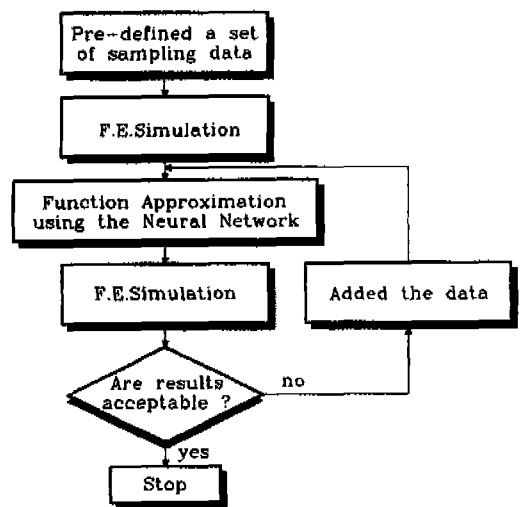 Pre-defined a set
of sampling data
F.E.Simulation
Function Approximation
using the Neural Network
F.E.Simulation
Added the data
Are results
acceptable ?
no
yes
Stop